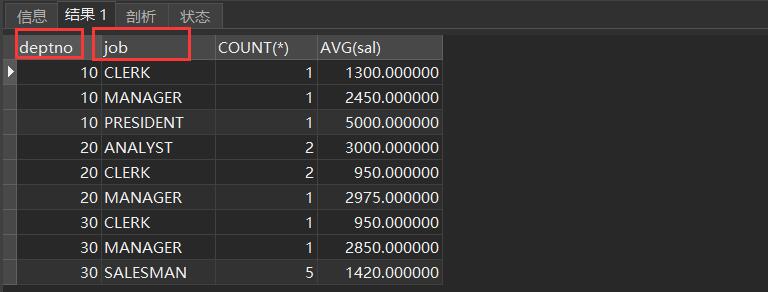 信息 结果 1 剖析 状态
deptno job COUNT(*) AVG(sal)
10 CLERK 1 1300.000000
10 MANAGER 1 2450.000000
10 PRESIDENT 1 5000.000000
20 ANALYST 2 3000.000000
20 CLERK 2 950.000000
20 MANAGER 1 2975.000000
30 CLERK 1 950.000000
30 MANAGER 1 2850.000000
30 SALESMAN 5 1420.000000